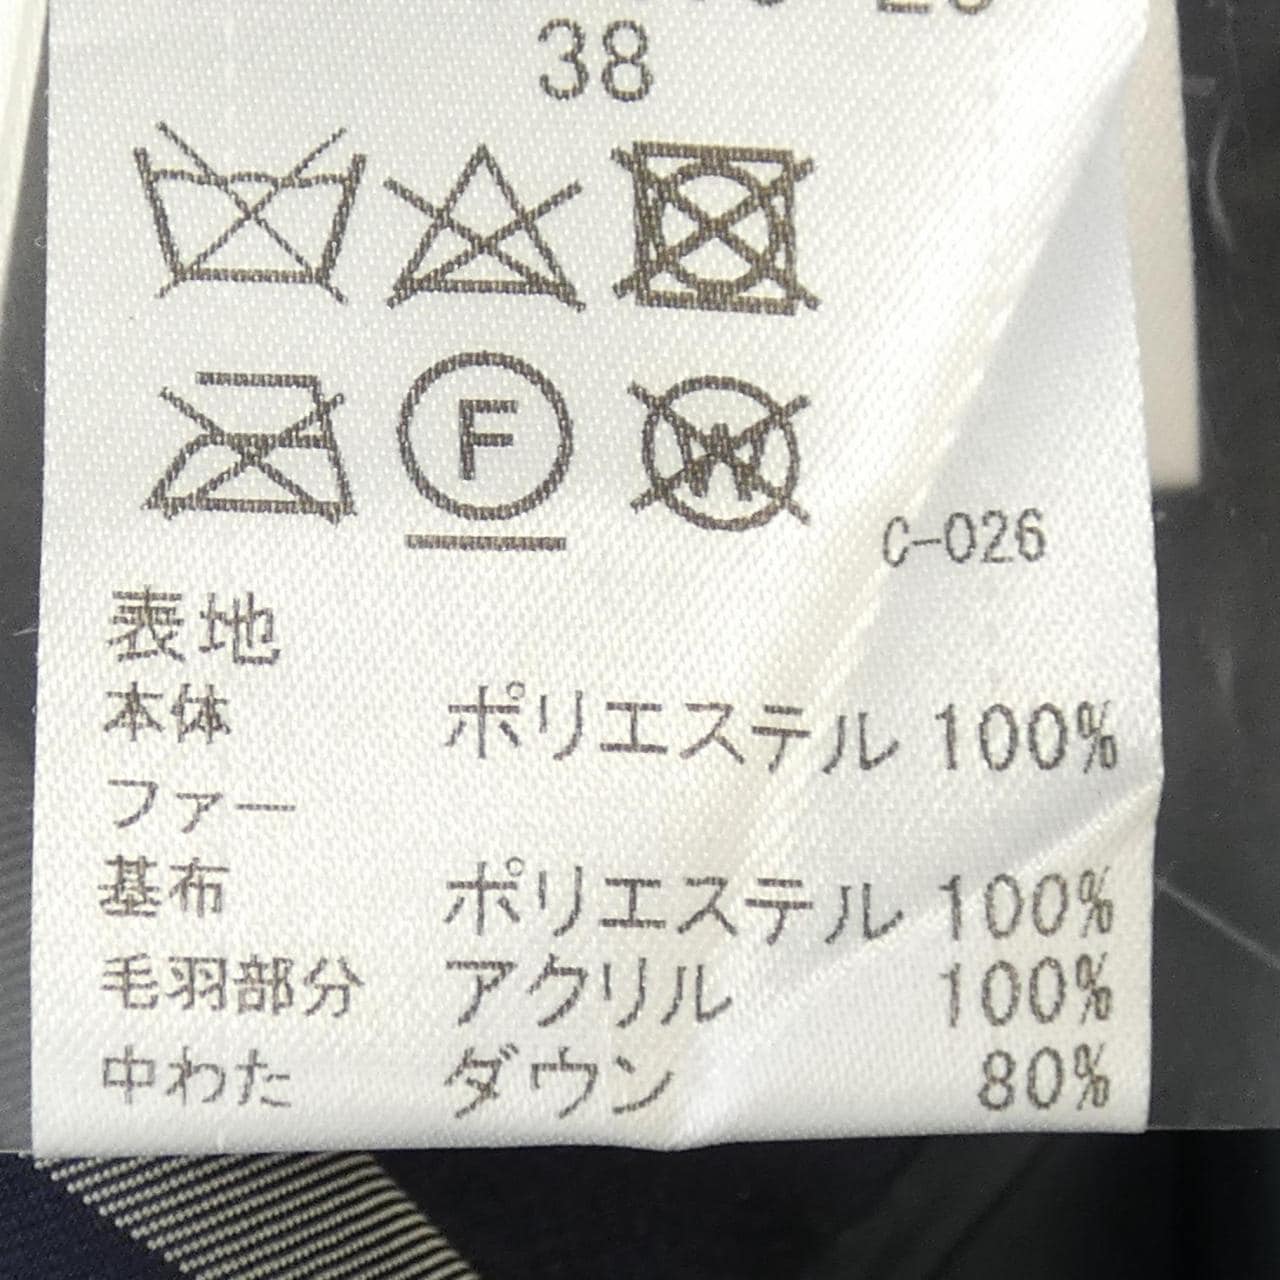 38
F
W
C-026
表地
本体 ポリエステル 100%
ファー
基布 ポリエステル 100%
毛羽部分 アクリル 100%
中わた ダウン 80%